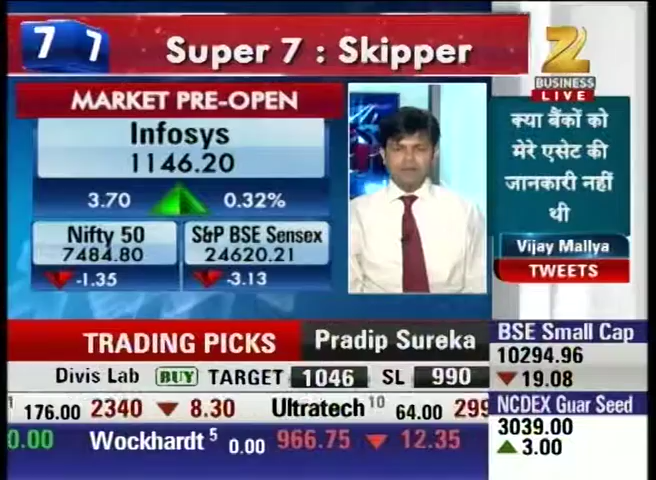 7 7
Super 7 : Skipper
Z
BUSINESS
LIVE
MARKET PRE-OPEN
Infosys
1146.20
3.70 0.32%
Nifty 50
7484.80
-1.35
S&P BSE Sensex
24620.21
-3.13
क्या बैंकों को
मेरे एसेट की
जानकारी नहीं
थी
Vijay Mallya
TWEETS
TRADING PICKS
Pradip Sureka
Divis Lab BUY TARGET 1046 SL 990
1 176.00 2340 8.30 Ultratech 10 64.00 299
0.00 Wockhardt 5 0.00 966.75 12.35
BSE Small Cap
10294.96
19.08
NCDEX Guar Seed
3039.00
3.00